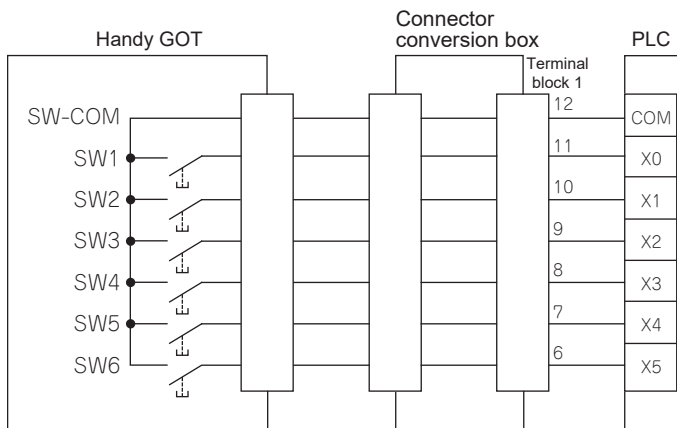 Handy GOT
Connector
conversion box
PLC
Terminal
block 1
SW-COM
12
COM
SW1
11
X0
SW2
10
X1
SW3
9
X2
SW4
8
X3
SW5
7
X4
SW6
6
X5